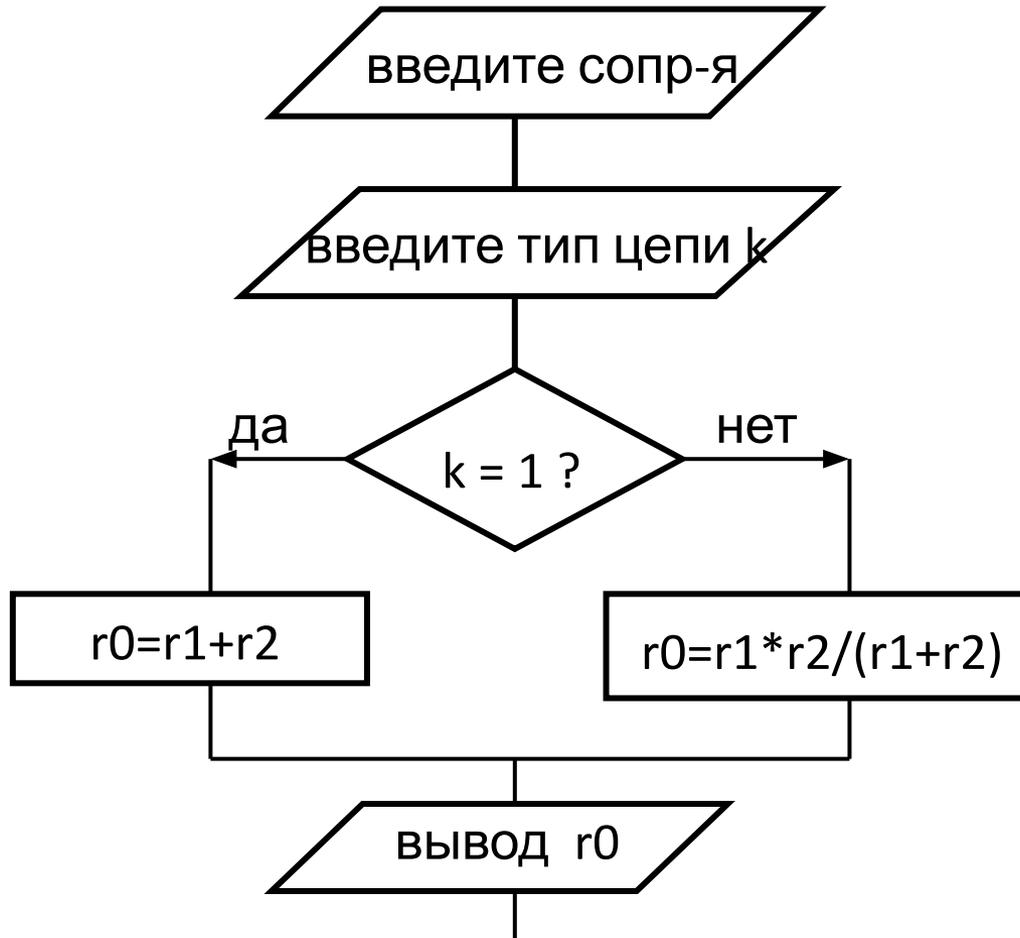 введите сопр-я
введите тип цепи k
да
нет
k = 1 ?
r0=r1+r2
r0=r1*r2/(r1+r2)
вывод r0